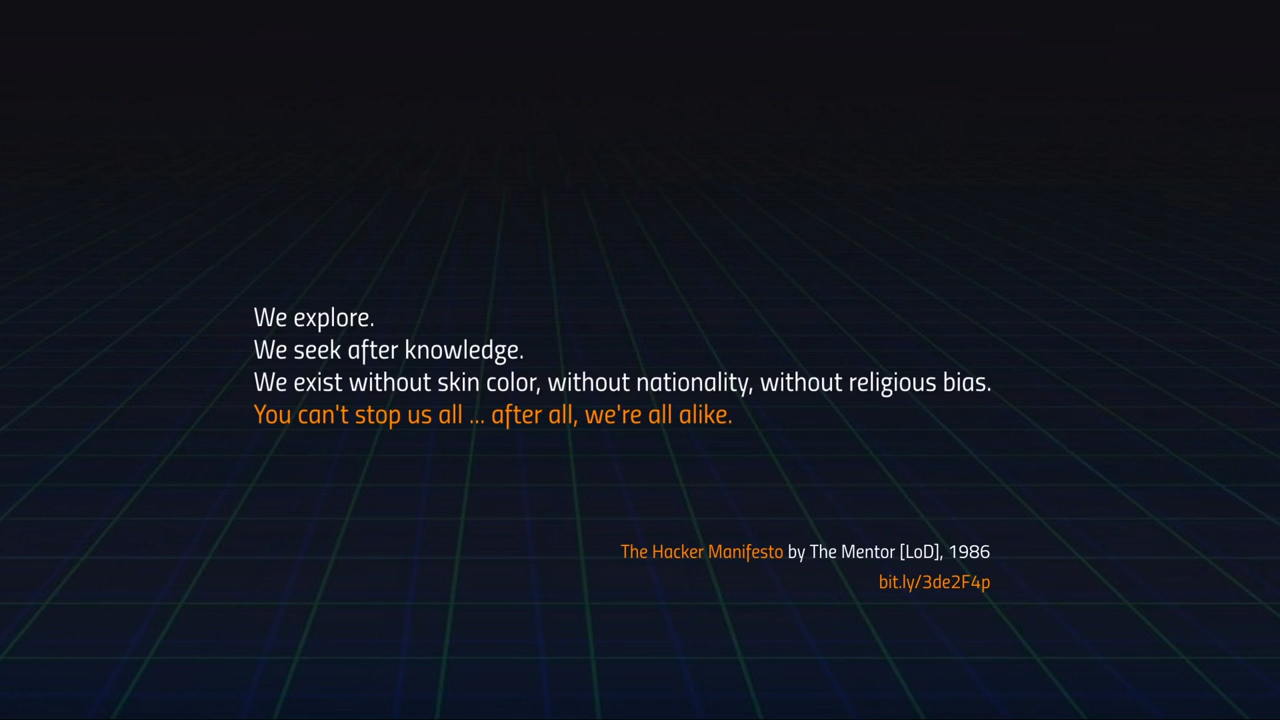 We explore.
We seek after knowledge.
We exist without skin color, without nationality, without religious bias.
You can't stop us all ... after all, we're all alike.
The Hacker Manifesto by The Mentor [LoD], 1986
bit.ly/3de2F4p